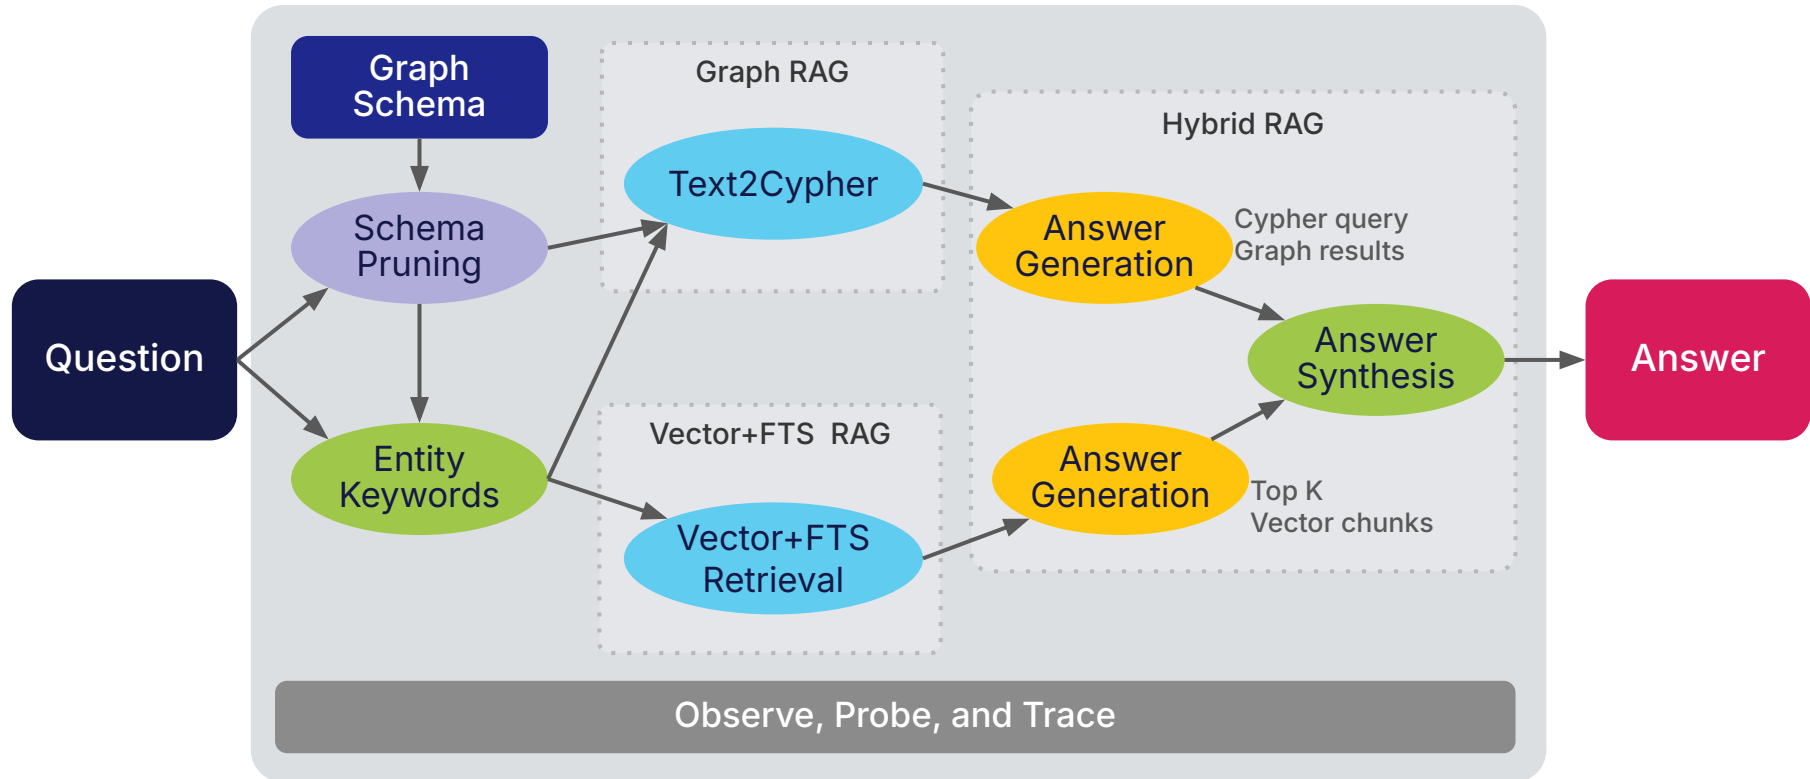 Graph
Schema
Graph RAG
Hybrid RAG
Text2Cypher
Schema
Pruning
Answer
Generation
Cypher query
Graph results
Question
Answer
Synthesis
Answer
Vector+FTS  RAG
Entity
Keywords
Answer
Generation
Top K
Vector chunks
Vector+FTS
Retrieval
Observe, Probe, and Trace